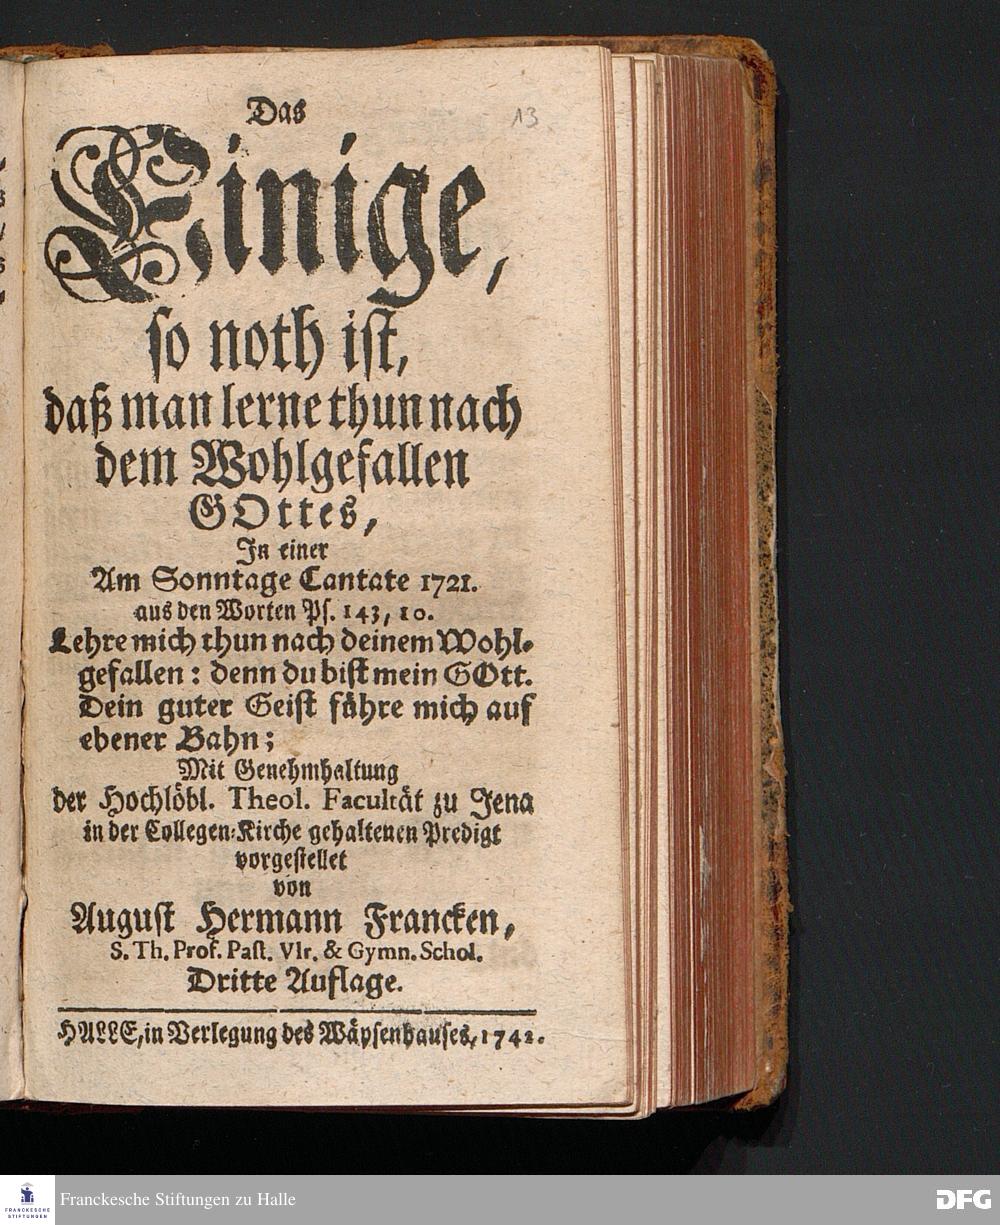 Das
13
Einige,
so noth ist,
daß man lerne thun nach
dem Wohlgefallen
GOttes,
In einer
Am Sonntage Cantate 1721.
aus den Worten Ps. 143, 10.
Lehre mich thun nach deinem Wohl-
gefallen: denn du bist mein GOtt.
Dein guter Geist fähre mich auf
ebener Bahn;
Mit Genehmhaltung
der Hochlöbl. Theol. Facultät zu Jena
in der Collegen-Kirche gehaltenen Predigt
vorgestellet
von
August Hermann Francken,
S. Th. Prof. Past. Vlr. & Gymn. Schol.
Dritte Auflage.
HALLE, in Verlegung des Wäysenhauses, 1742.
FRANCKESCHE
STIFTUNGEN
Franckesche Stiftungen zu Halle
DFG